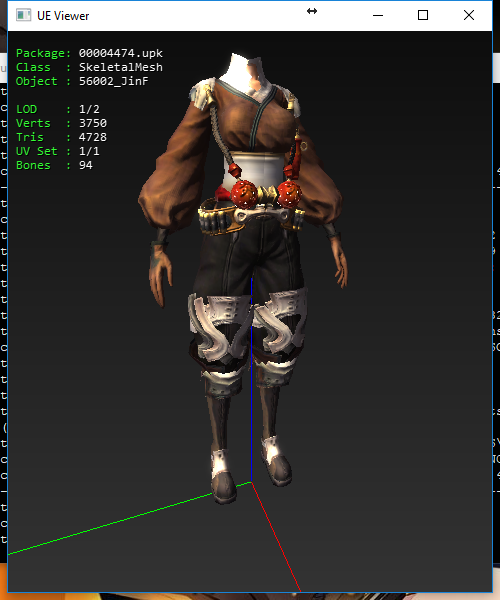 UE Viewer
Package: 00004474.upk
Class : SkeletalMesh
Object : 56002_JinF
LOD : 1/2
Verts : 3750
Tris : 4728
UV Set : 1/1
Bones : 94